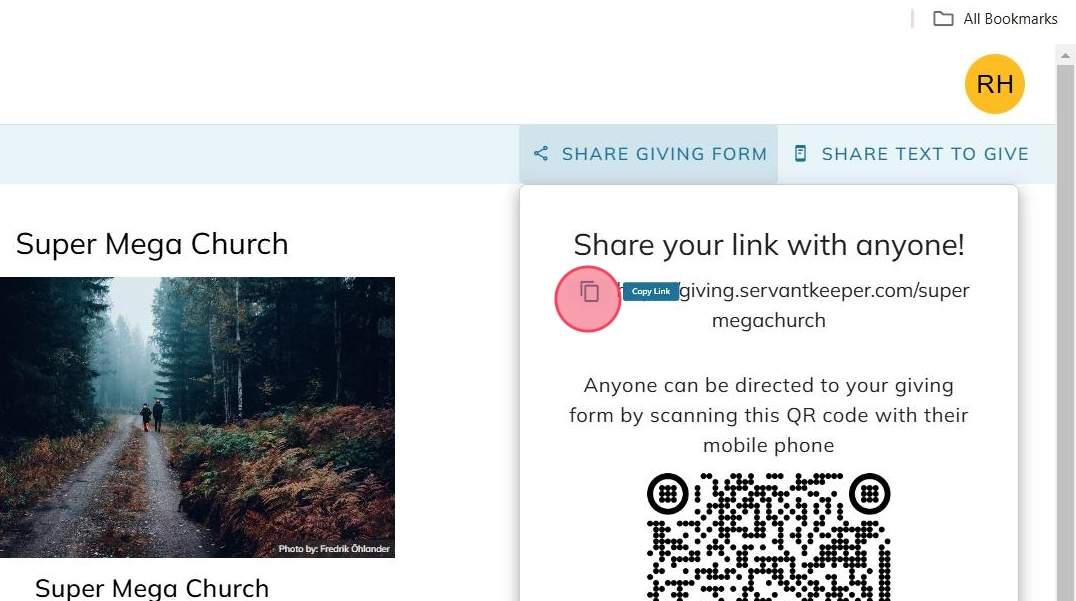 All Bookmarks
RH
SHARE GIVING FORM
SHARE TEXT TO GIVE
Super Mega Church
Share your link with anyone!
Copy Link
giving.servantkeeper.com/super
megachurch
Anyone can be directed to your giving
form by scanning this QR code with their
mobile phone
Photo by: Fredrik Öhlander
Super Mega Church